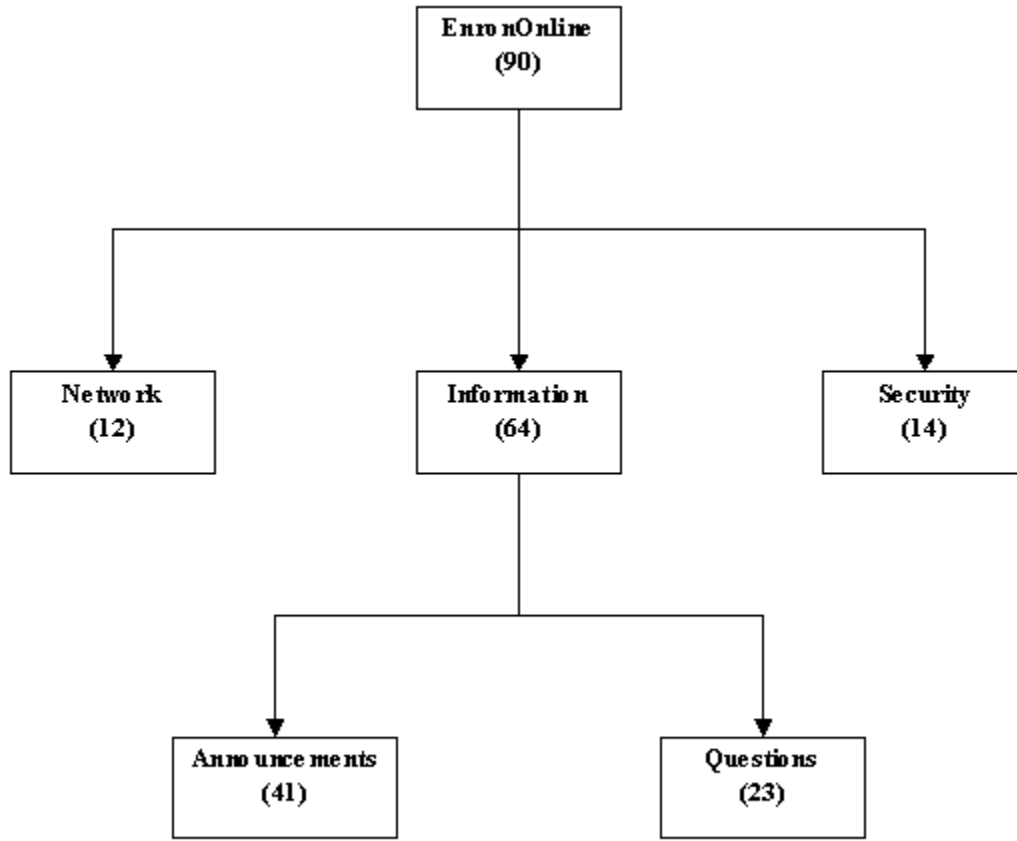 EnronOnline
(90)
Network
(12)
Information
(64)
Security
(14)
Announcements
(41)
Questions
(23)